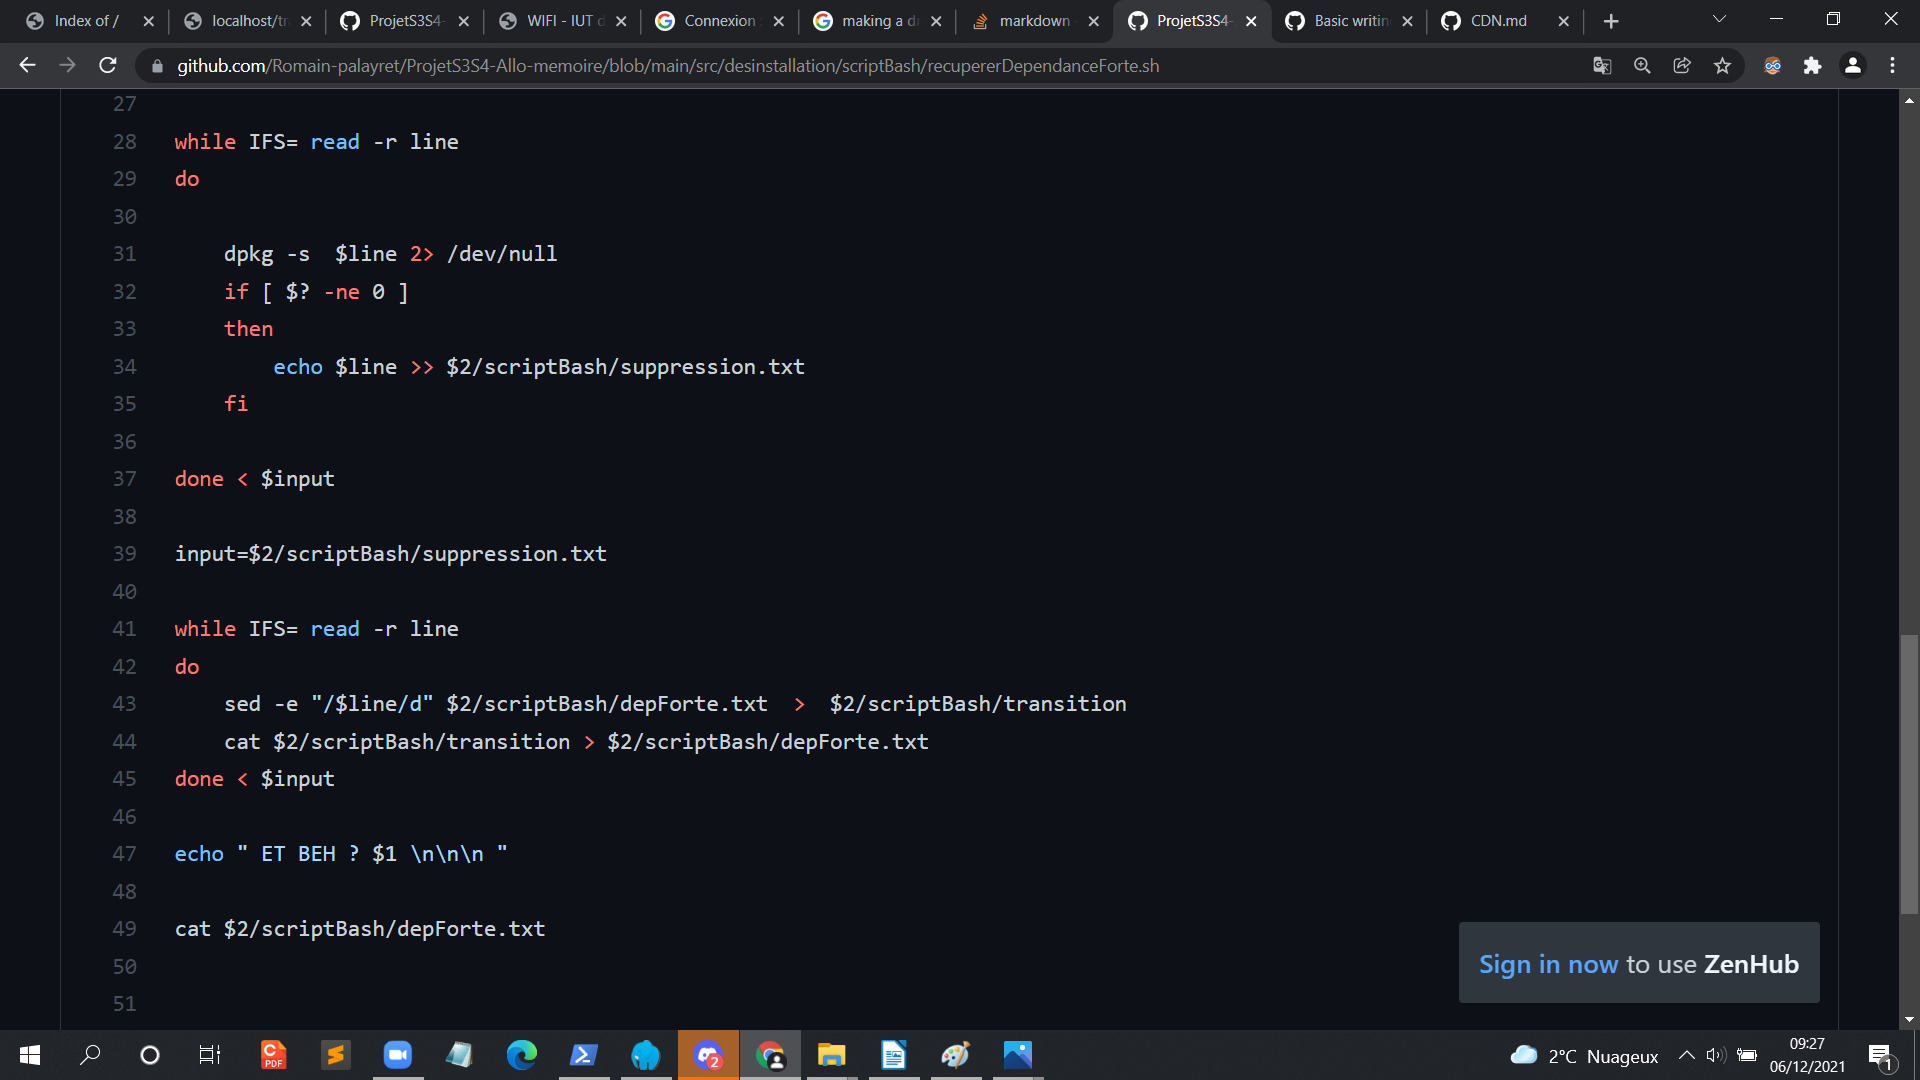 Index of /
localhost/tr
ProjetS3S4-
WIFI - IUT d
Connexion
making a dr
markdown
ProjetS3S4-
Basic writin
CDN.md
github.com/Romain-palayret/ProjetS3S4-Allo-memoire/blob/main/src/desinstallation/scriptBash/recupererDependanceForte.sh
27
28 while IFS= read -r line
29 do
30
31 dpkg -s  $line 2> /dev/null
32 if [ $? -ne 0 ]
33 then
34 echo $line >> $2/scriptBash/suppression.txt
35 fi
36
37 done < $input
38
39 input=$2/scriptBash/suppression.txt
40
41 while IFS= read -r line
42 do
43 sed -e "/$line/d" $2/scriptBash/depForte.txt  >  $2/scriptBash/transition
44 cat $2/scriptBash/transition > $2/scriptBash/depForte.txt
45 done < $input
46
47 echo " ET BEH ? $1 \n\n\n "
48
49 cat $2/scriptBash/depForte.txt
50
51
Sign in now to use ZenHub
C PDF
2
2°C Nuageux
09:27
06/12/2021
1